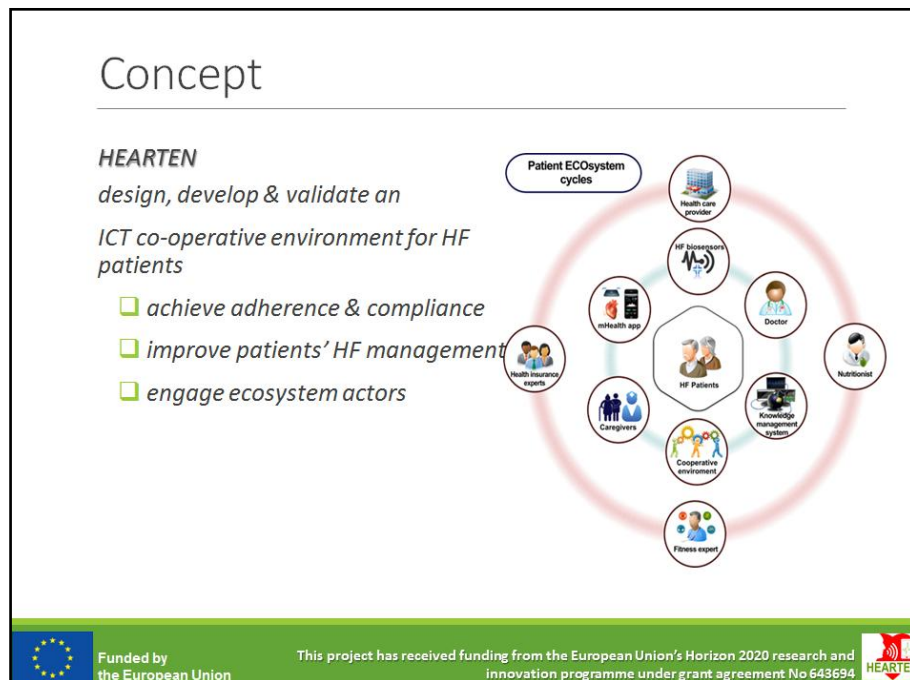 Concept
HEARTEN
design, develop & validate an
ICT co-operative environment for HF
patients
achieve adherence & compliance
improve patients' HF management
engage ecosystem actors
Patient ECOsystem
cycles
Health care
provider
HF biosensors
mHealth app
Doctor
Health insurance
experts
HF Patients
Nutritionist
Caregivers
Knowledge
management
system
Cooperative
enviroment
Fitness expert
Funded by
the European Union
This project has received funding from the European Union's Horizon 2020 research and
innovation programme under grant agreement No 643694
HEARTEN